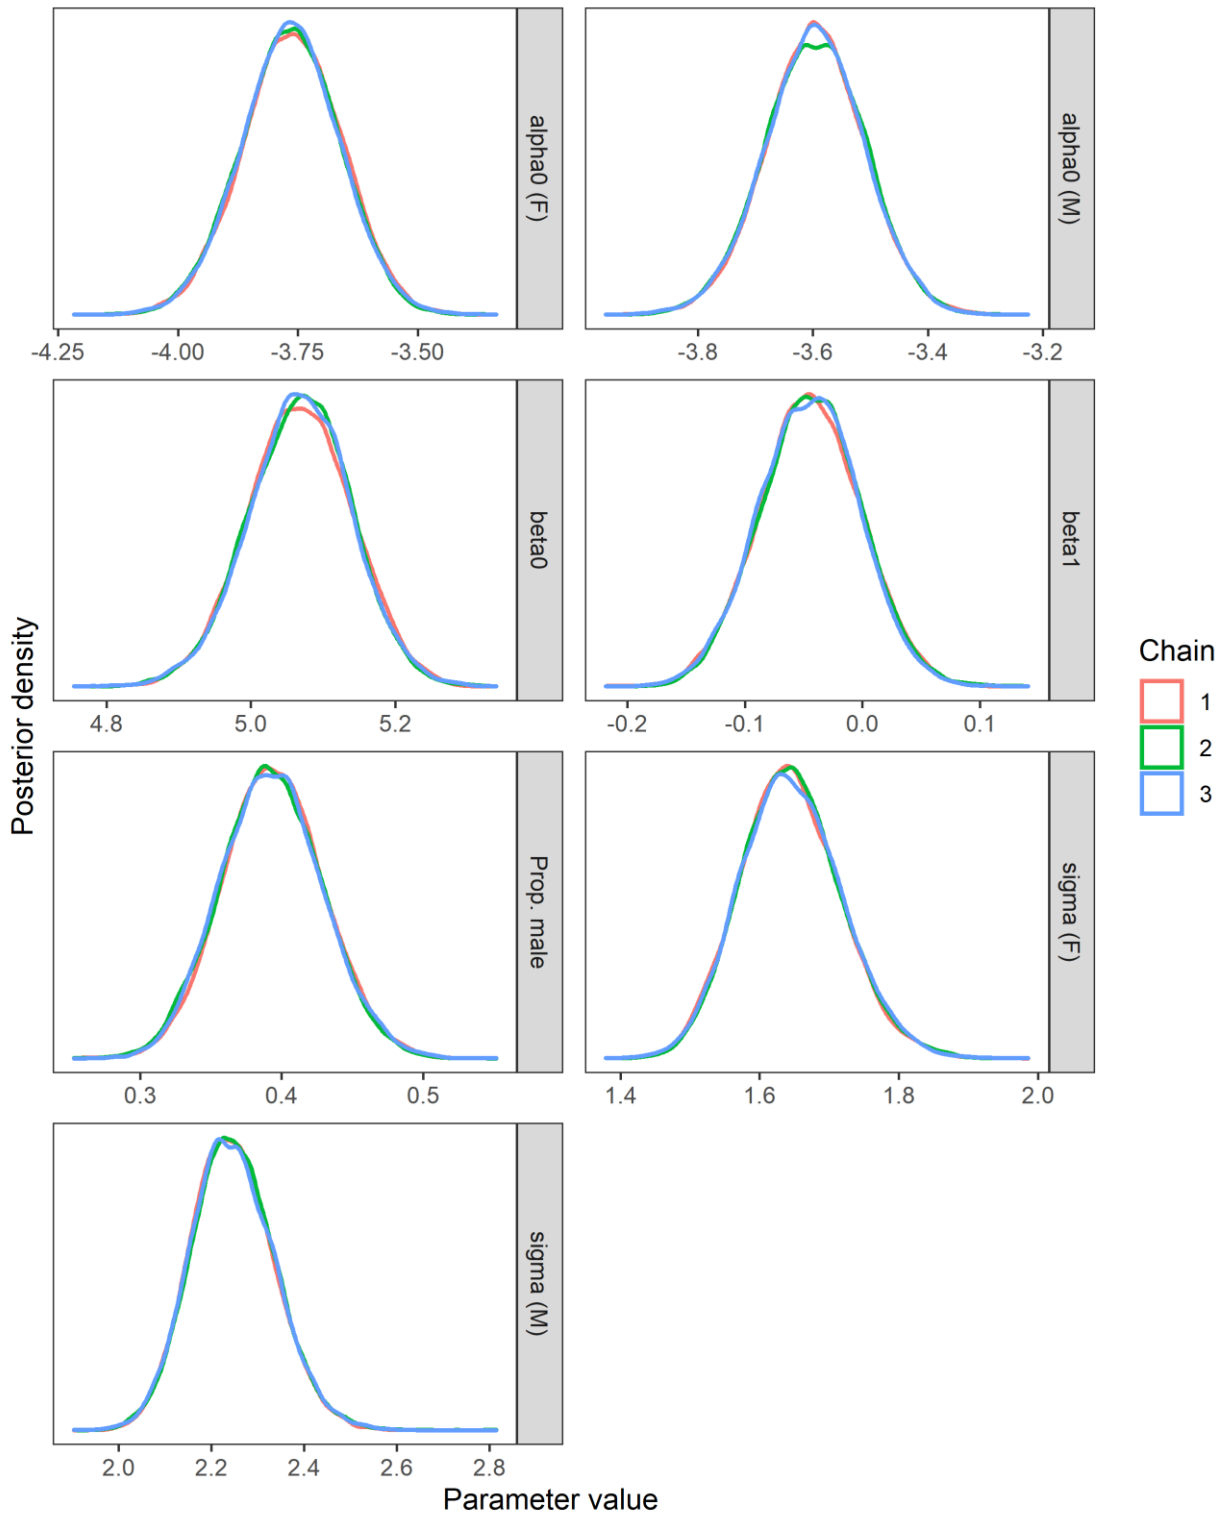 alpha0 (F)
alpha0 (M)
-4.25 -4.00 -3.75 -3.50
-3.8 -3.6 -3.4 -3.2
beta0
beta1
4.8 5.0 5.2
-0.2 -0.1 0.0 0.1
Prop. male
sigma (F)
0.3 0.4 0.5
1.4 1.6 1.8 2.0
sigma (M)
2.0 2.2 2.4 2.6 2.8
Posterior density
Parameter value
Chain
1
2
3